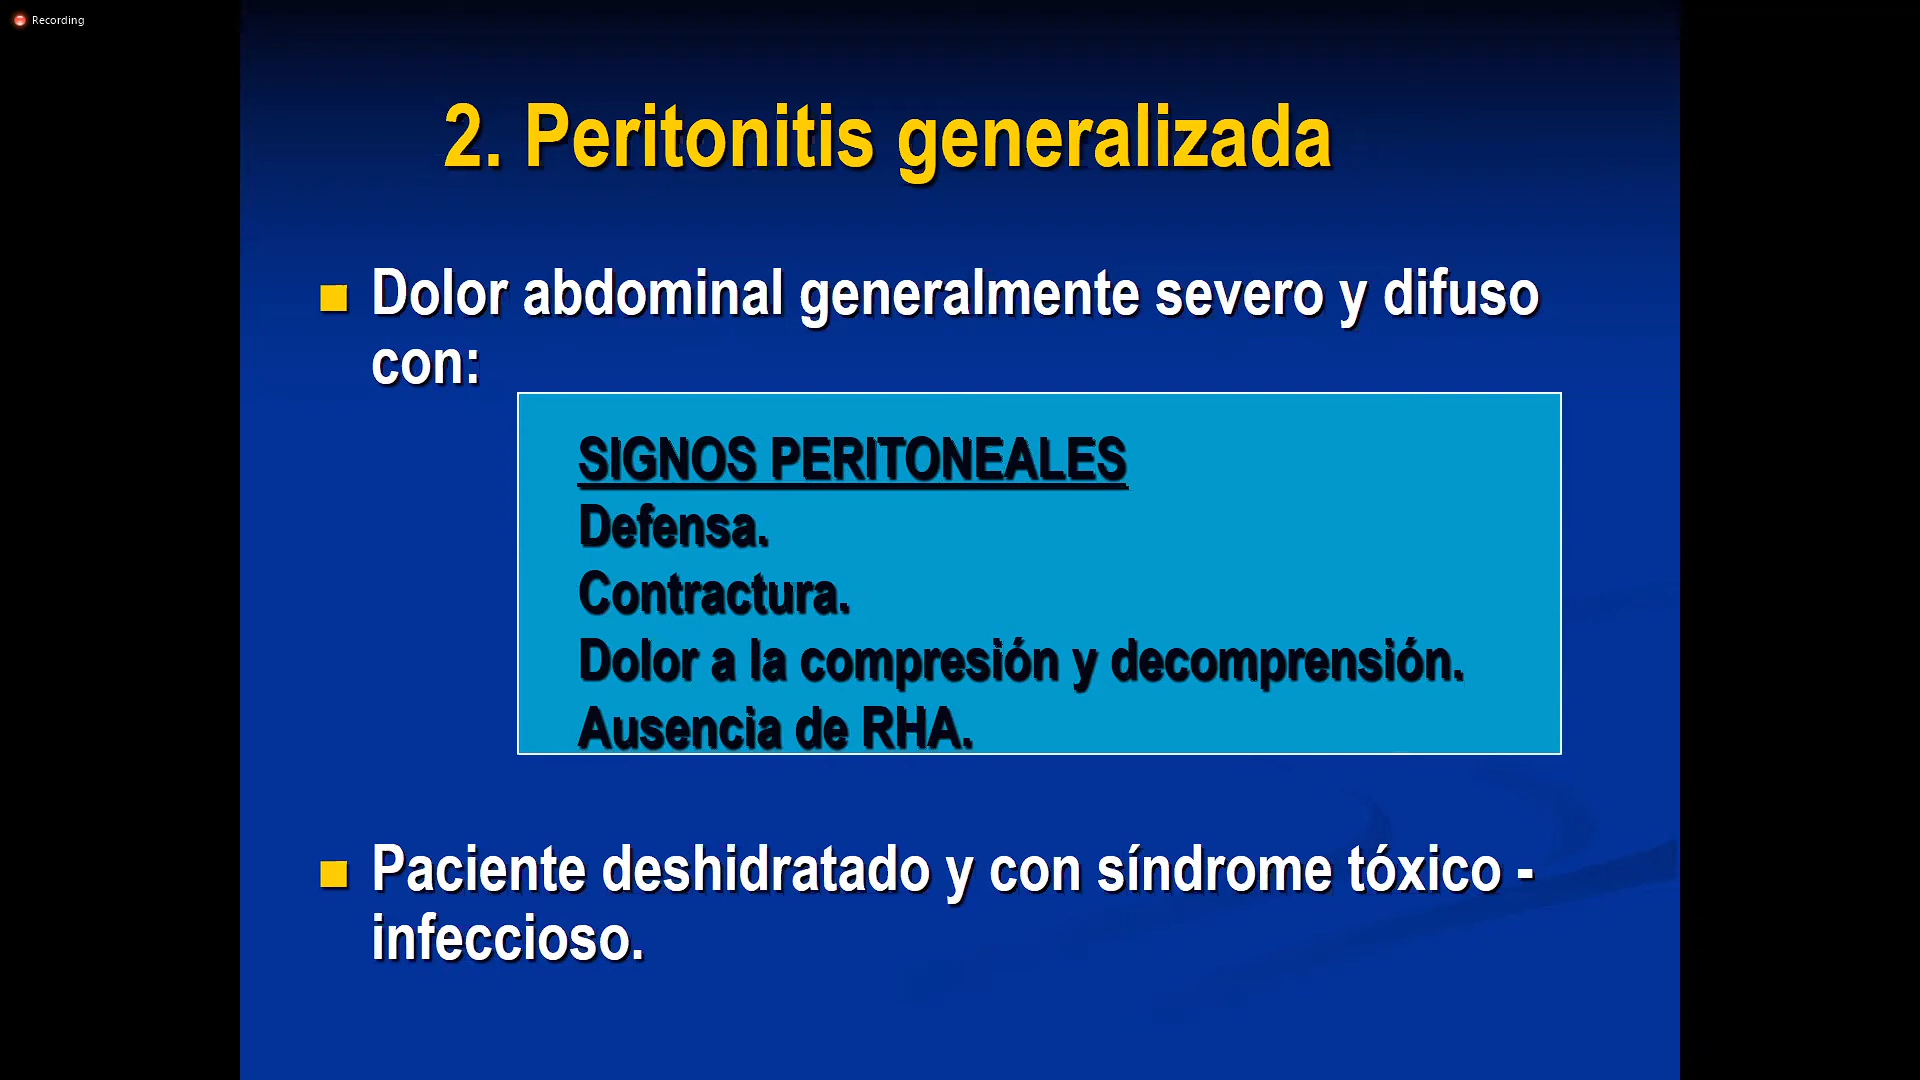 Recording
2. Peritonitis generalizada
Dolor abdominal generalmente severo y difuso
con:
SIGNOS PERITONEALES
Defensa.
Contractura.
Dolor a la compresión y decomprensión.
Ausencia de RHA.
Paciente deshidratado y con síndrome tóxico -
infeccioso.